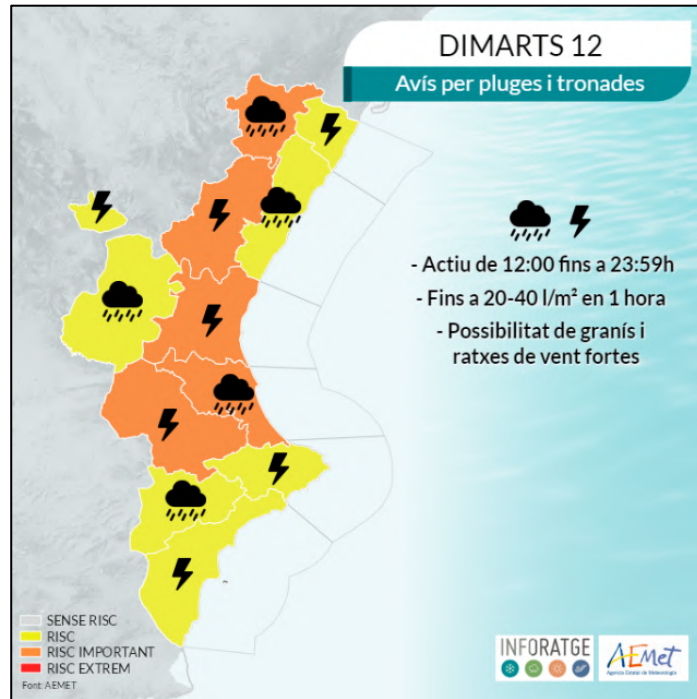 DIMARTS 12
Avís per pluges i tronades
- Actiu de 12:00 fins a 23:59h
- Fins a 20-40 l/m² en 1 hora
- Possibilitat de granís i
ratxes de vent fortes
SENSE RISC
RISC
RISC IMPORTANT
RISC EXTREM
Font: AEMET
INFORATGE
AEMet
Agencia Estatal de Meteorología